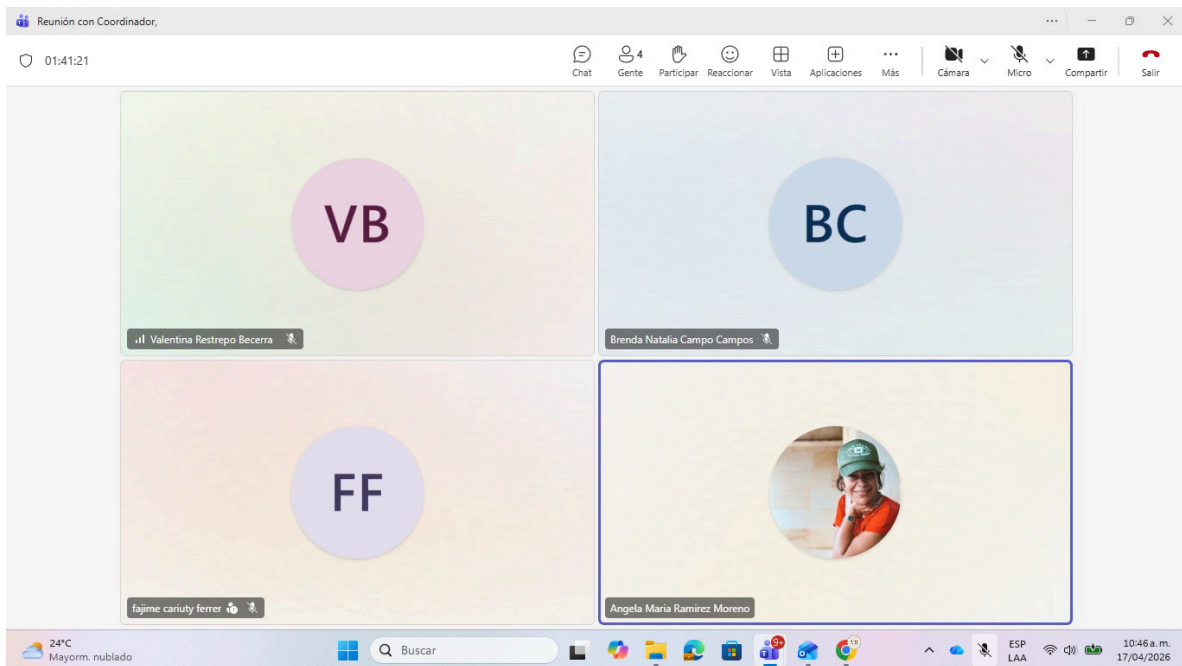 Reunión con Coordinador,
01:41:21
Chat
4
Gente
Participar
Reaccionar
Vista
Aplicaciones
Más
Cámara
Micro
Compartir
Salir
VB
Valentina Restrepo Becerra
BC
Brenda Natalia Campo Campos
FF
fajime cariuty ferrer
Angela Maria Ramirez Moreno
24°C
Mayorm. nublado
Buscar
9+
ESP
LAA
10:46 a. m.
17/04/2026